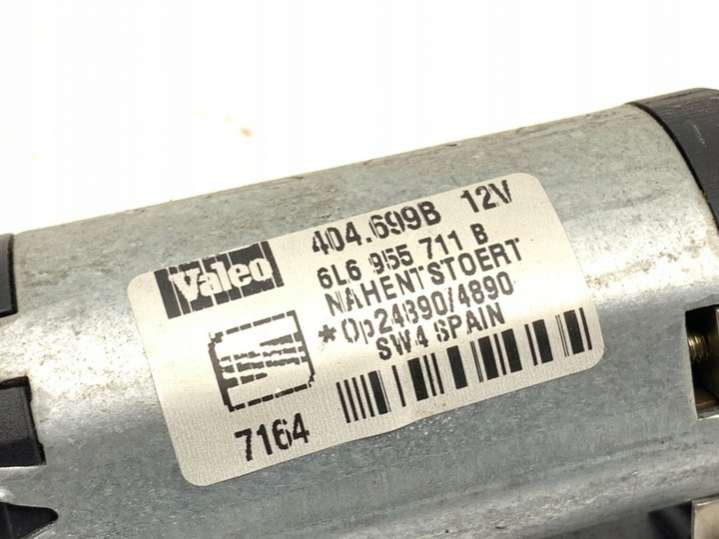 Valeo
404.699B 12V
6L6 955 711 B
NAHENTSTOERT
*Op24890/4890
SW4 SPAIN
7164